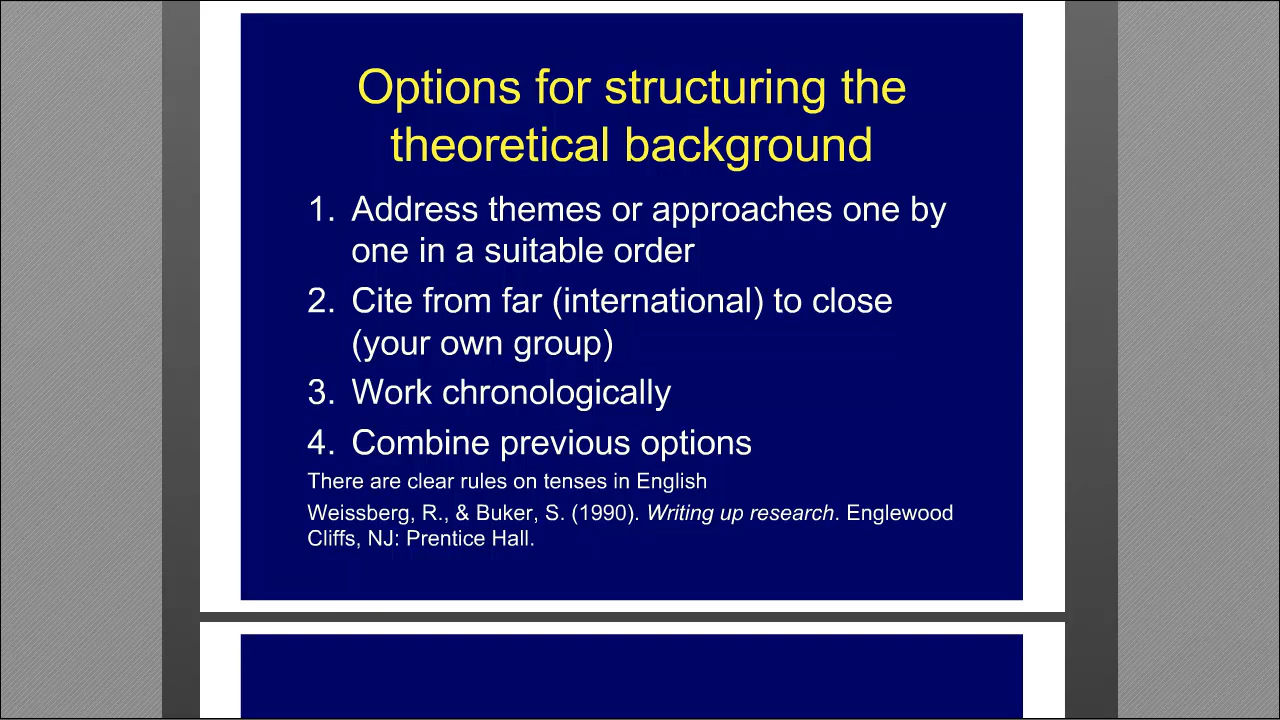 Options for structuring the
theoretical background
1. Address themes or approaches one by
one in a suitable order
2. Cite from far (international) to close
(your own group)
3. Work chronologically
4. Combine previous options
There are clear rules on tenses in English
Weissberg, R., & Buker, S. (1990). Writing up research. Englewood
Cliffs, NJ: Prentice Hall.